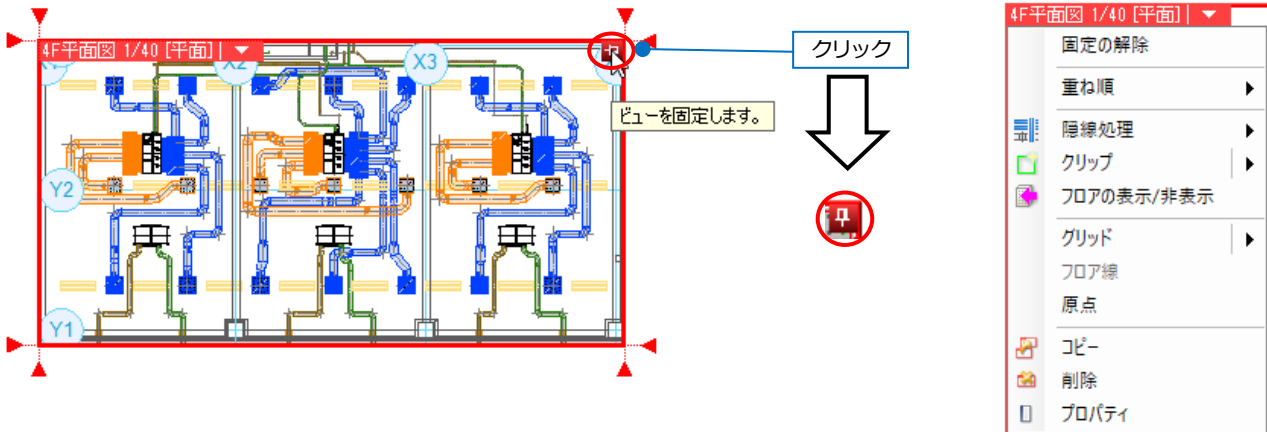 4F平面図 1/40 [平面] | ▼
X2
X3
Y2
Y1
ビューを固定します。
クリック
4F平面図 1/40 [平面] | ▼
固定の解除
重ね順
隠線処理
クリップ
フロアの表示/非表示
グリッド
フロア線
原点
コピー
削除
プロパティ